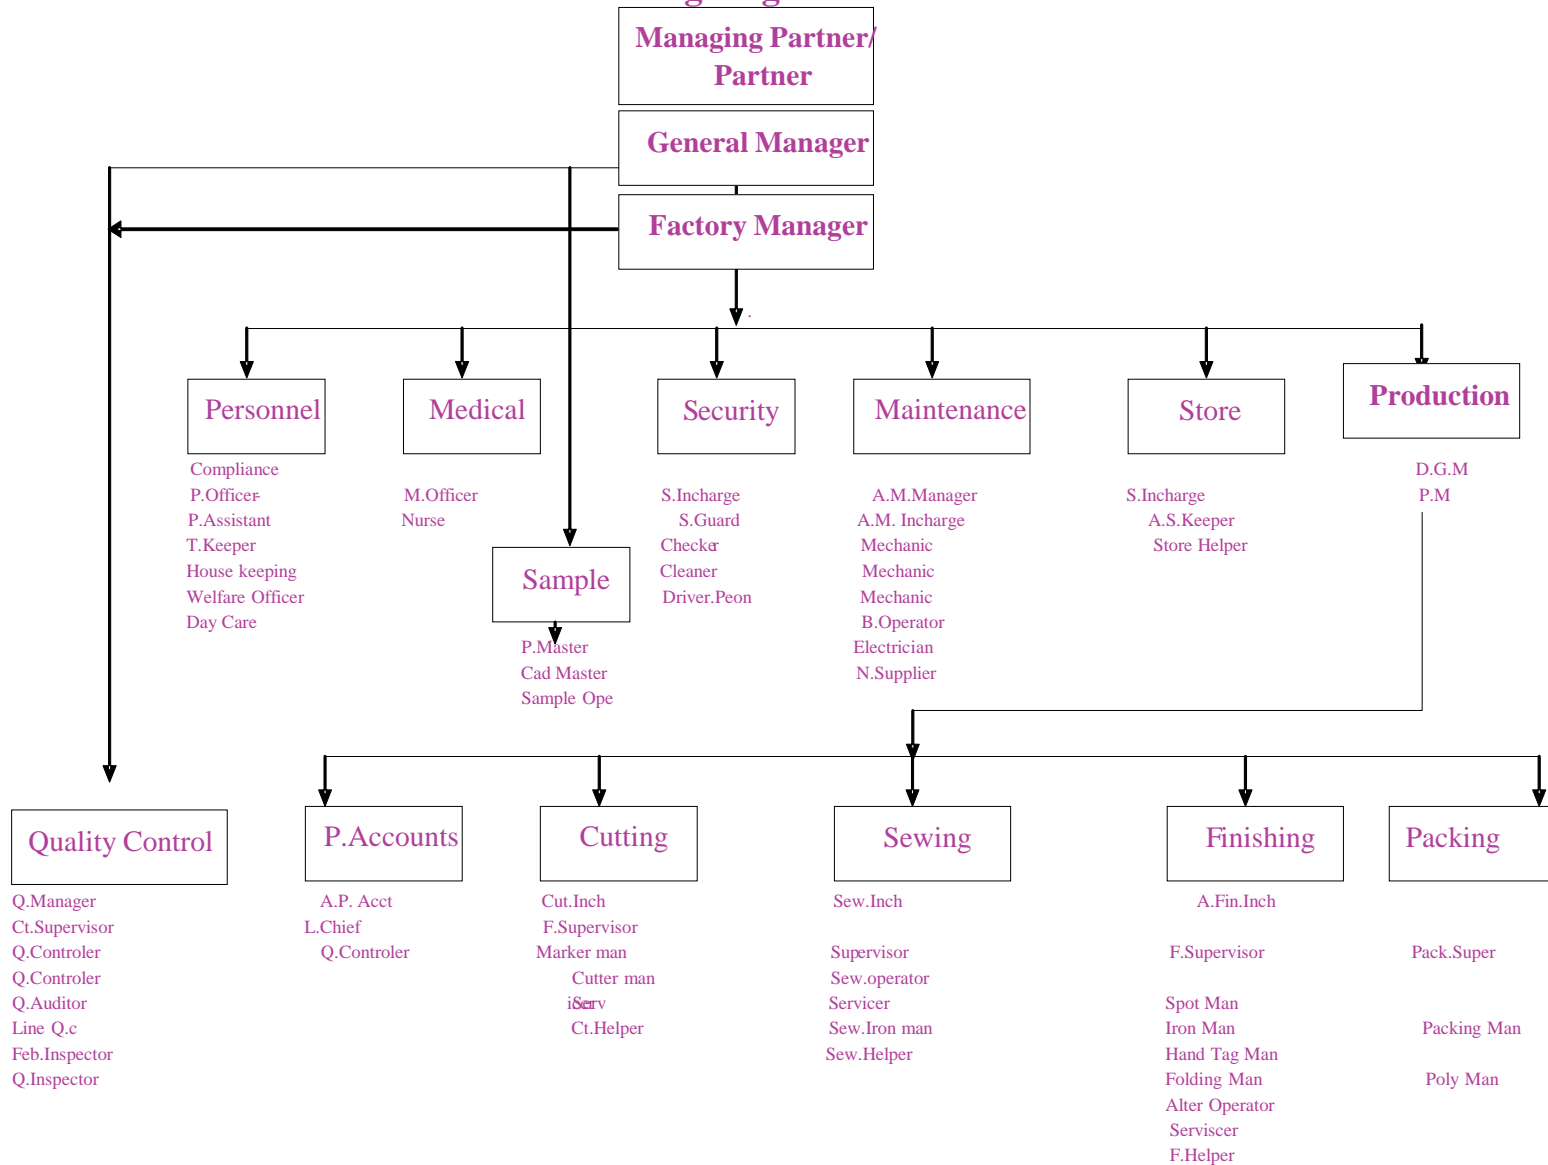 Managing Partner/
Partner
General Manager
Factory Manager
Personnel
Compliance
P.Officer-
P.Assistant
T.Keeper
House keeping
Welfare Officer
Day Care
Medical
M.Officer
Nurse
Sample
P.Master
Cad Master
Sample Ope
Security
S.Incharge
S.Guard
Checker
Cleaner
Driver.Peon
Maintenance
A.M.Manager
A.M. Incharge
Mechanic
Mechanic
Mechanic
B.Operator
Electrician
N.Supplier
Store
S.Incharge
A.S.Keeper
Store Helper
Production
D.G.M
P.M
Quality Control
Q.Manager
Ct.Supervisor
Q.Controler
Q.Controler
Q.Auditor
Line Q.c
Feb.Inspector
Q.Inspector
P.Accounts
A.P. Acct
L.Chief
Q.Controler
Cutting
Cut.Inch
F.Supervisor
Marker man
Cutter man
Ct.Helper
Sewing
Sew.Inch
Supervisor
Sew.operator
Servicer
Sew.Iron man
Sew.Helper
Finishing
A.Fin.Inch
F.Supervisor
Spot Man
Iron Man
Hand Tag Man
Folding Man
Alter Operator
Serviscer
F.Helper
Packing
Pack.Super
Packing Man
Poly Man